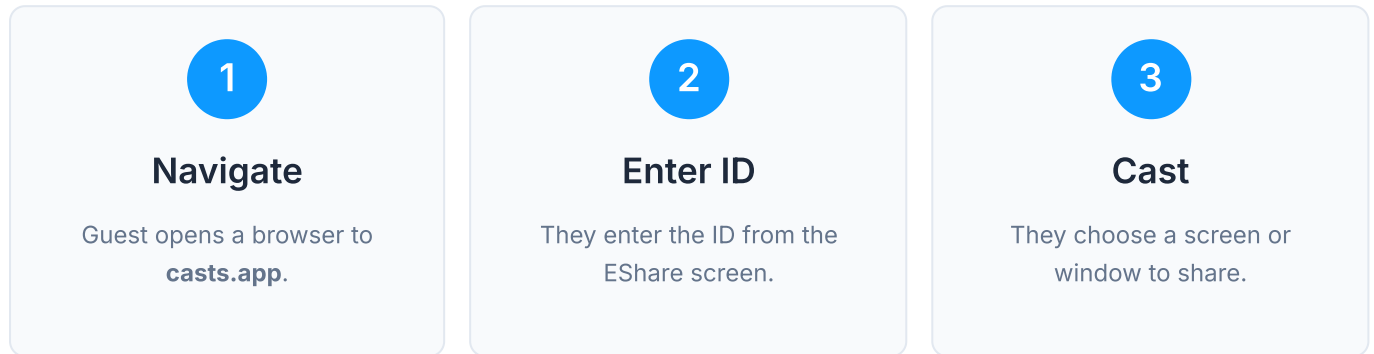 1
Navigate
Guest opens a browser to
casts.app.
2
Enter ID
They enter the ID from the
EShare screen.
3
Cast
They choose a screen or
window to share.